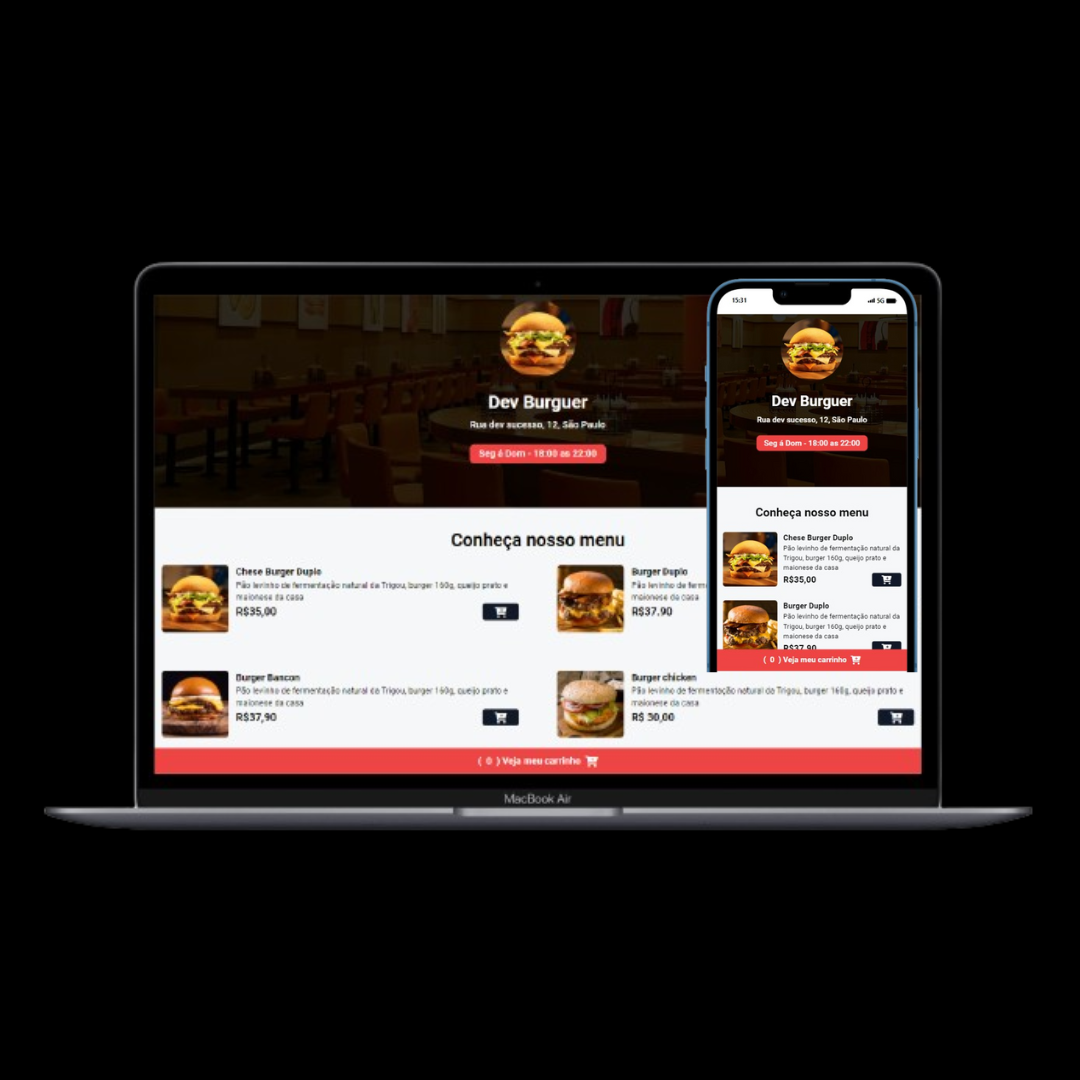 Dev Burguer
Rua dev sucesso, 12, São Paulo
Seg á Dom - 18:00 as 22:00
Conheça nosso menu
Chese Burger Duplo
Pão levinho de fermentação natural da Trigou, burger 160g, queijo prato e
maionese da casa
R$35,00
Burger Duplo
Pão levinho de ferm
maionese da casa
R$37.90
Burger Bascon
Pão levinho de fermentação natural da Trigou, burger 160g, queijo prato e
maionese da casa
R$37,90
Burger chicken
Pão levinho de fermentação natural da Trigou, burger 160g, queijo prato e
maionese da casa
R$ 30,00
( 0 ) Veja meu carrinho
MacBook Air
15:31
5G
Dev Burguer
Rua dev sucesso, 12, São Paulo
Seg á Dom - 18:00 as 22:00
Conheça nosso menu
Chese Burger Duplo
Pão levinho de fermentação natural da
Trigou, burger 160g, queijo prato e
maionese da casa
R$35,00
Burger Duplo
Pão levinho de fermentação natural da
Trigou, burger 160g, queijo prato e
maionese da casa
R$37.90
( 0 ) Veja meu carrinho